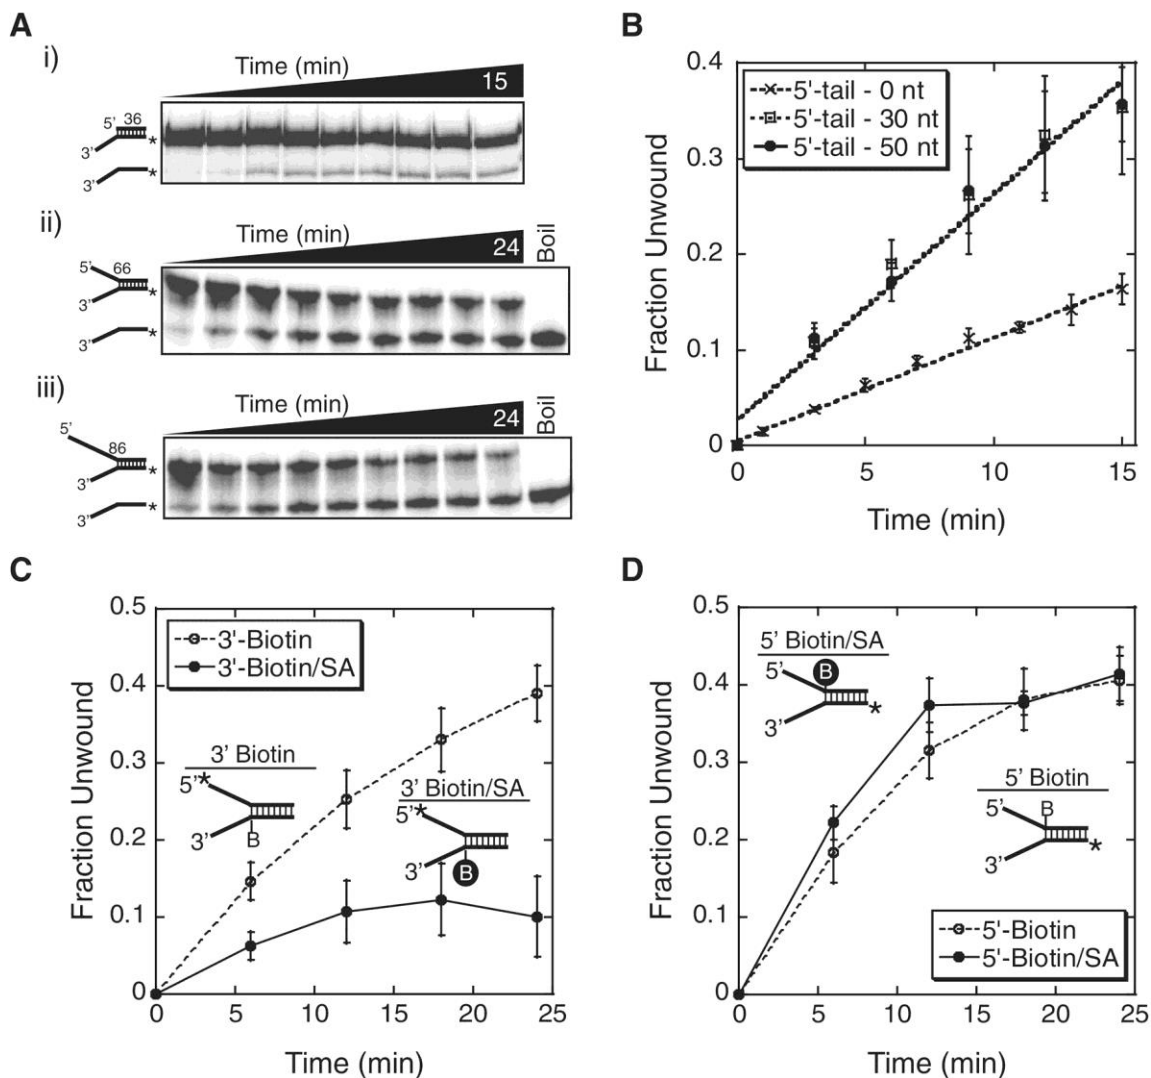 A
i)
Time (min)
15
5' 36
3'
*
3'
*
ii)
Time (min)
24
Boil
5'
66
3'
*
3'
*
iii)
Time (min)
24
Boil
5'
86
3'
*
3'
*
B
0.4
0.3
0.2
0.1
0
Fraction Unwound
5'-tail - 0 nt
5'-tail - 30 nt
5'-tail - 50 nt
0 5 10 15
Time (min)
C
0.5
0.4
0.3
0.2
0.1
0
Fraction Unwound
3'-Biotin
3'-Biotin/SA
3' Biotin
5'*
3'
B
3' Biotin/SA
5'*
3'
B
0 5 10 15 20 25
Time (min)
D
0.5
0.4
0.3
0.2
0.1
0
Fraction Unwound
5' Biotin/SA
B
5'
3'
*
5' Biotin
5' B
3'
*
5'-Biotin
5'-Biotin/SA
0 5 10 15 20 25
Time (min)